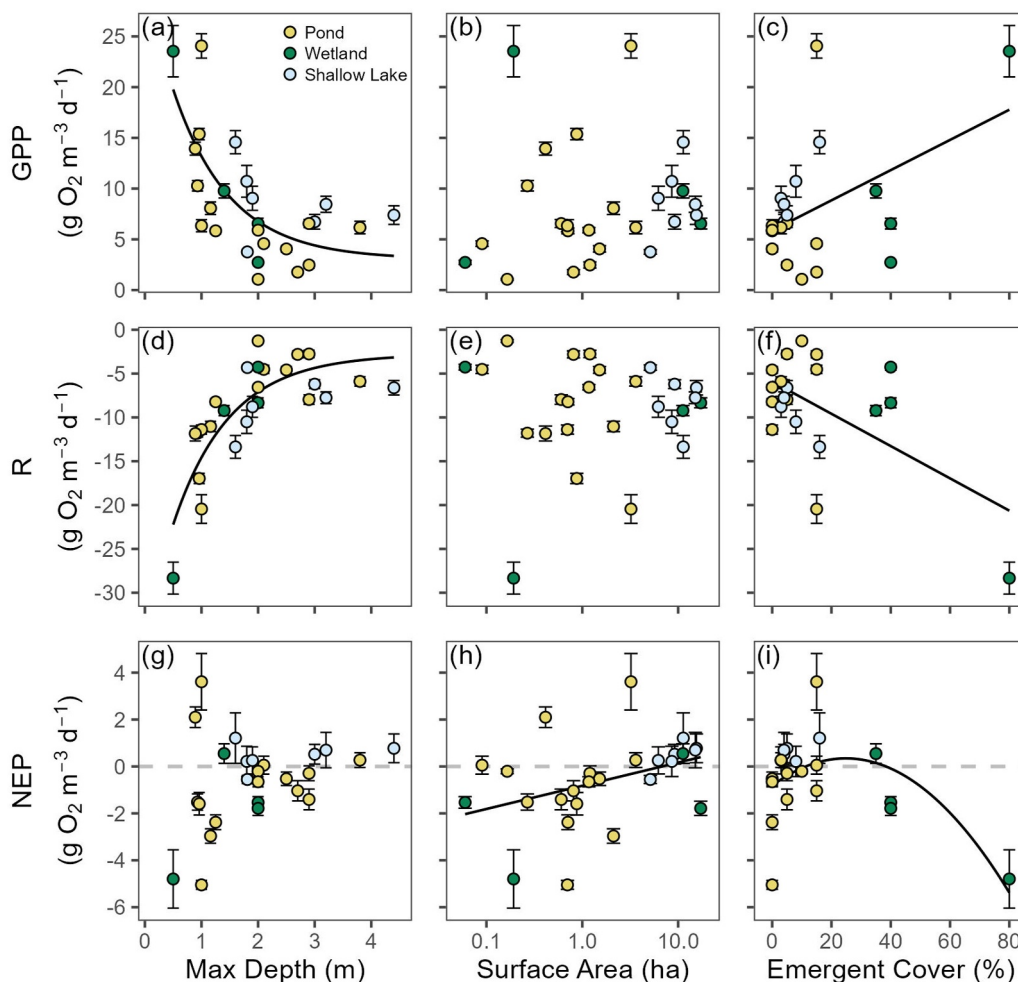 (a)
Pond
Wetland
Shallow Lake
(b)
(c)
GPP
(g O₂ m⁻³ d⁻¹)
25
20
15
10
5
0
(d)
(e)
(f)
R
(g O₂ m⁻³ d⁻¹)
0
-5
-10
-15
-20
-25
-30
(g)
(h)
(i)
NEP
(g O₂ m⁻³ d⁻¹)
4
2
0
-2
-4
-6
0 1 2 3 4
0.1 1.0 10.0
0 20 40 60 80
Max Depth (m)
Surface Area (ha)
Emergent Cover (%)